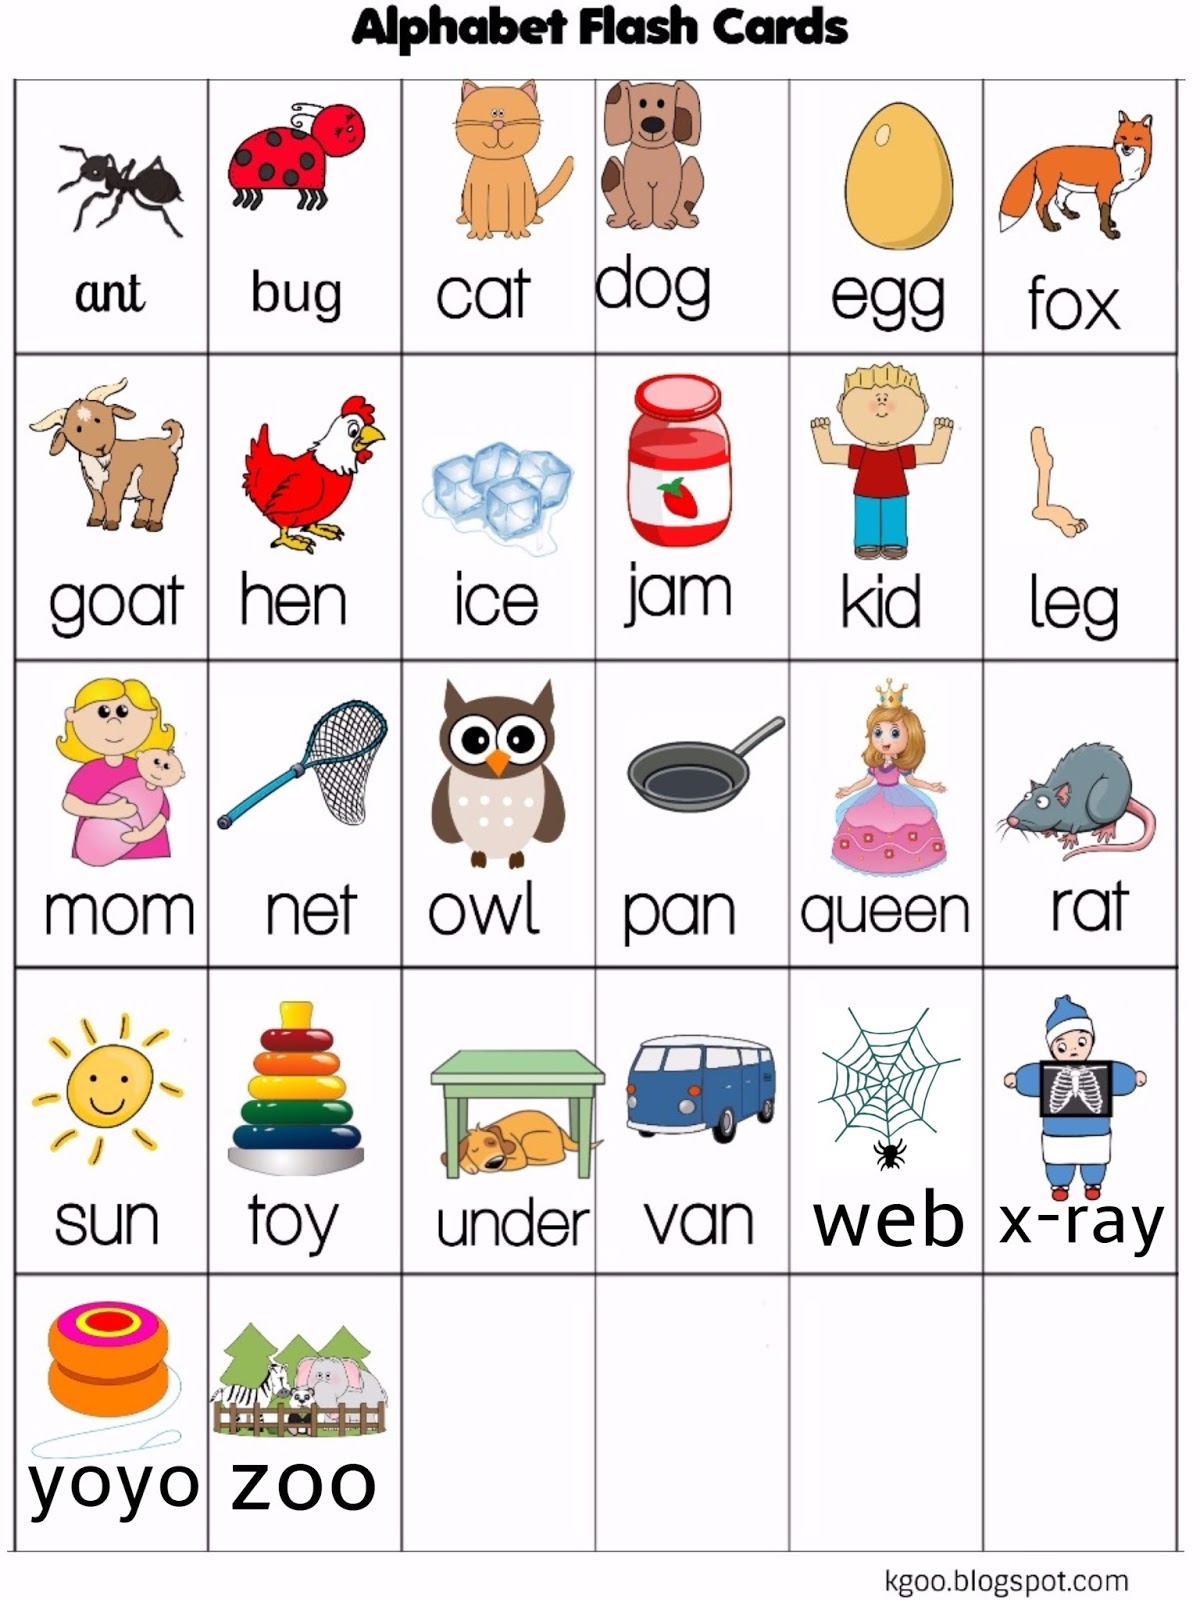 Alphabet Flash Cards
ant bug cat dog egg fox
goat hen ice jam kid leg
mom net owl pan queen rat
sun toy under van web x-ray
yoyo zoo
kgoo.blogspot.com